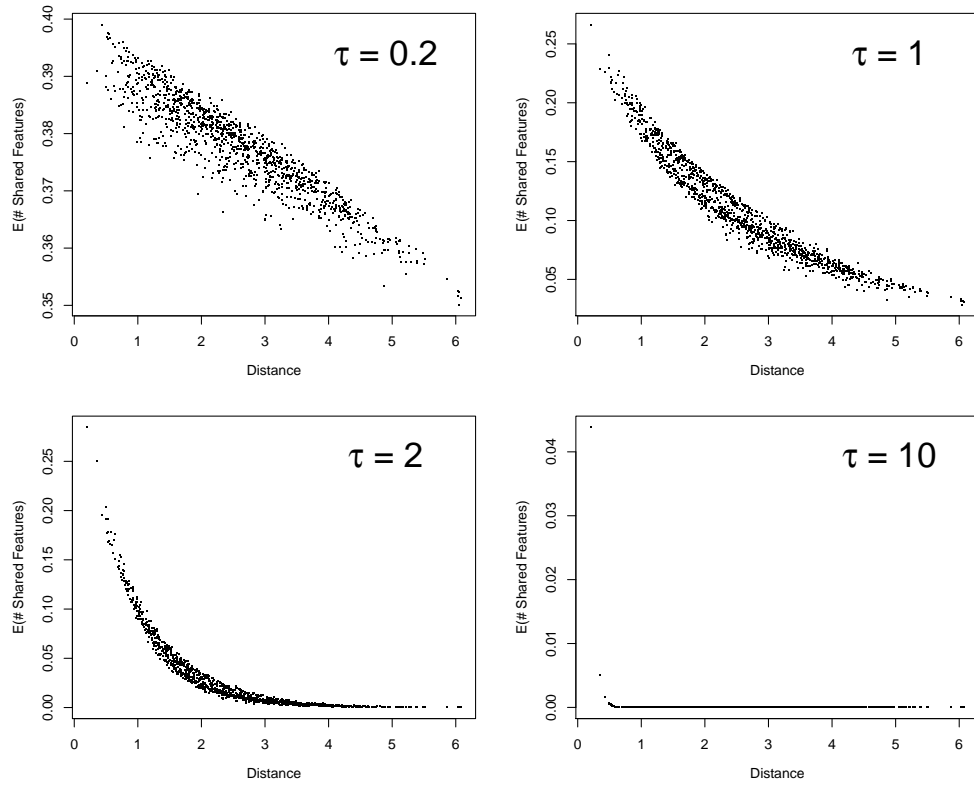 τ = 0.2
E(# Shared Features)
0.40
0.39
0.38
0.37
0.36
0.35
0 1 2 3 4 5 6
Distance
τ = 1
E(# Shared Features)
0.25
0.20
0.15
0.10
0.05
0 1 2 3 4 5 6
Distance
τ = 2
E(# Shared Features)
0.25
0.20
0.15
0.10
0.05
0.00
0 1 2 3 4 5 6
Distance
τ = 10
E(# Shared Features)
0.04
0.03
0.02
0.01
0.00
0 1 2 3 4 5 6
Distance